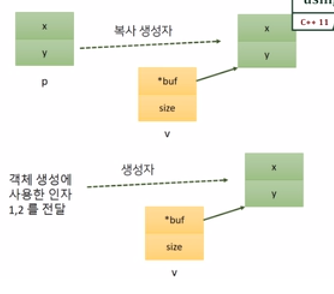 usin
C++ 11
x
복사 생성자
x
y
y
p
*buf
size
v
생성자
x
객체 생성에
사용한 인자
1,2 를 전달
y
*buf
size
v